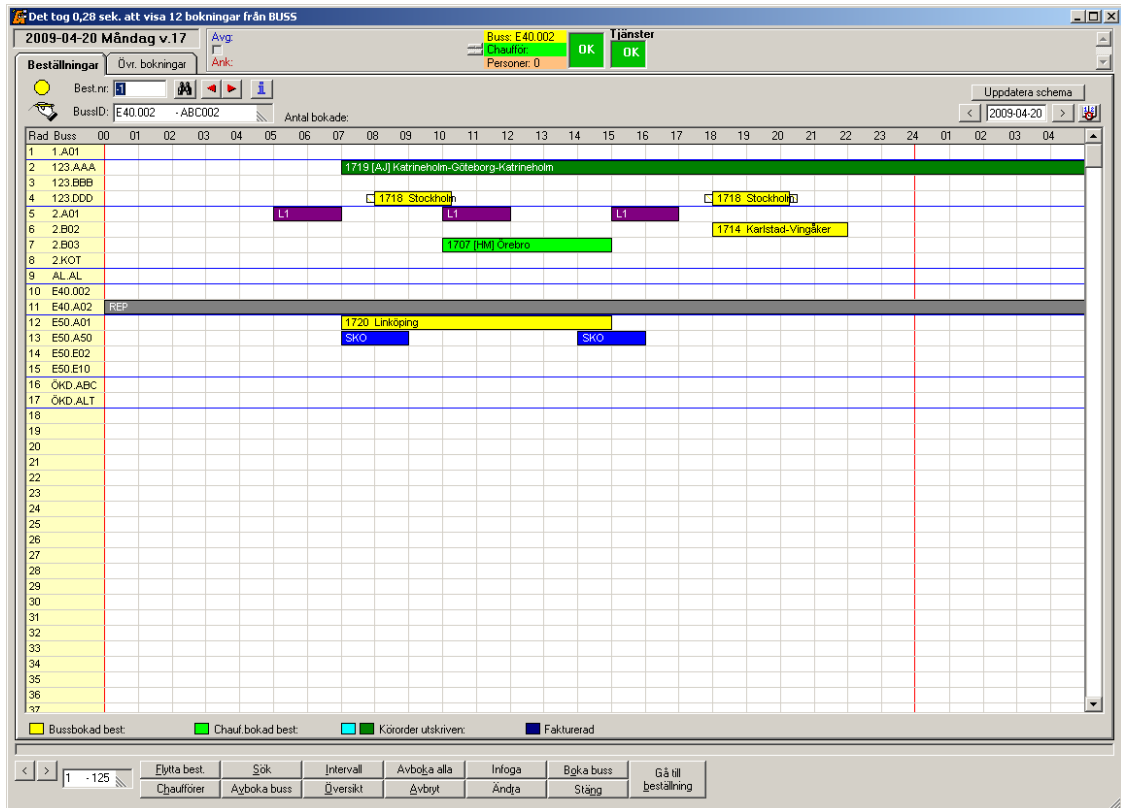 Det tog 0,28 sek. att visa 12 bokningar från BUSS
2009-04-20 Måndag v.17
Avg:
Ank:
Buss: E40.002
Chaufför:
Personer: 0
OK
Tjänster
OK
Beställningar
Övr. bokningar
Best.nr: -1
Uppdatera schema
BussID: E40.002 - ABC002
Antal bokade:
< 2009-04-20 >
Rad Buss 00 01 02 03 04 05 06 07 08 09 10 11 12 13 14 15 16 17 18 19 20 21 22 23 24 01 02 03 04
1 1.A01
2 123.AAA 1719 [AJ] Katrineholm-Göteborg-Katrineholm
3 123.BBB
4 123.DDD 1718 Stockholm 1718 Stockholm
5 2.A01 L1 L1 L1
6 2.B02 1714 Karlstad-Vingåker
7 2.B03 1707 [HM] Örebro
8 2.KOT
9 AL.AL
10 E40.002
11 E40.A02 REP
12 E50.A01 1720 Linköping
13 E50.A50 SKO SKO
14 E50.E02
15 E50.E10
16 ÖKD.ABC
17 ÖKD.ALT
18
19
20
21
22
23
24
25
26
27
28
29
30
31
32
33
34
35
36
37
Bussbokad best: Chauf.bokad best: Körorder utskriven: Fakturerad
< > 1 - 125
Flytta best. Sök Intervall Avboka alla Infoga Boka buss
Chaufförer Avboka buss Översikt Avbryt Ändra Stäng
Gå till
beställning